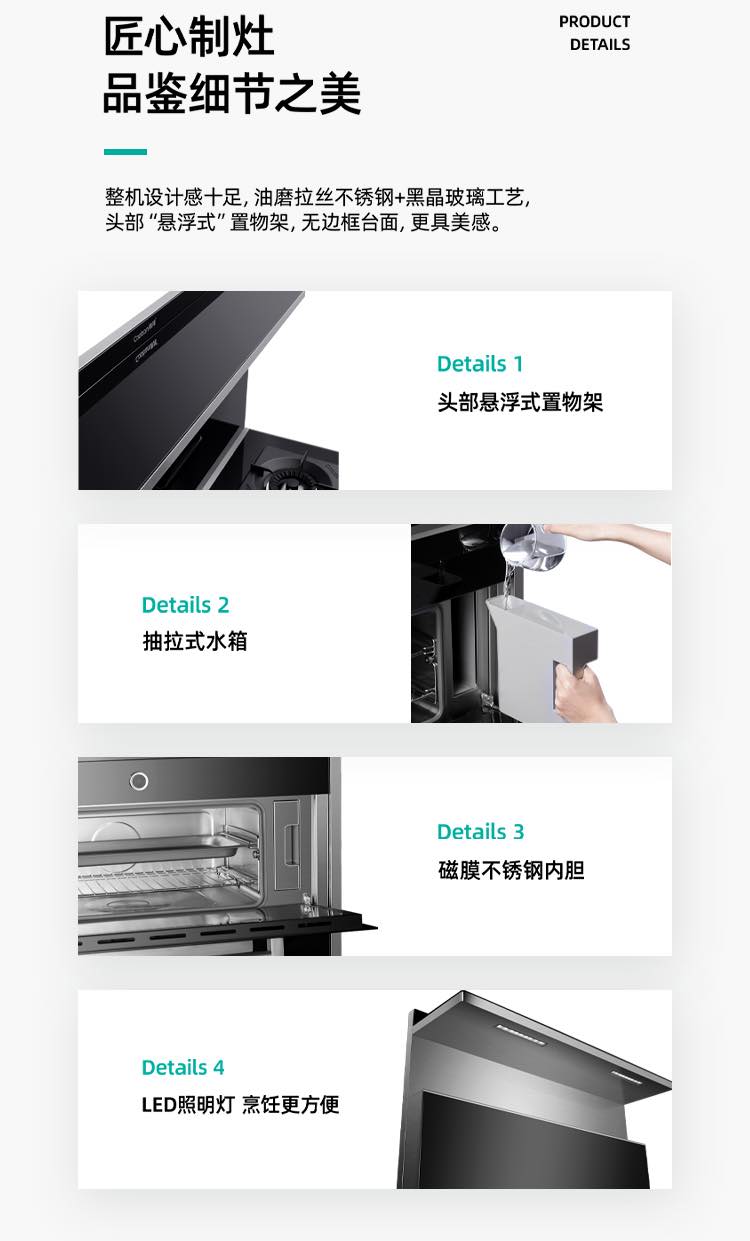 匠心制灶
品鉴细节之美
PRODUCT
DETAILS
整机设计感十足, 油磨拉丝不锈钢+黑晶玻璃工艺,
头部“悬浮式”置物架, 无边框台面, 更具美感。
Details 1
头部悬浮式置物架
Details 2
抽拉式水箱
Details 3
磁膜不锈钢内胆
Details 4
LED照明灯 烹饪更方便